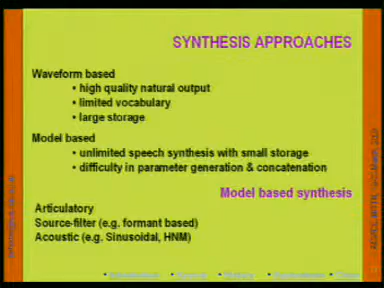 SYNTHESIS APPROACHES
Waveform based
• high quality natural output
• limited vocabulary
• large storage
Model based
• unlimited speech synthesis with small storage
• difficulty in parameter generation & concatenation
Model based synthesis
Articulatory
Source-filter (e.g. formant based)
Acoustic (e.g. Sinusoidal, HNM)